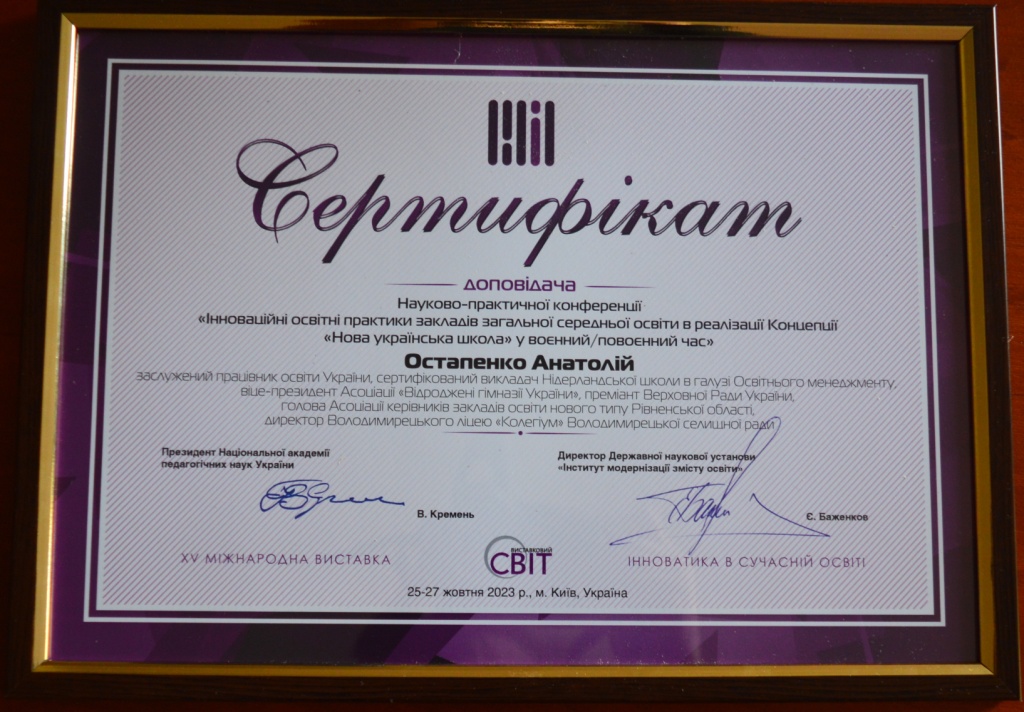 Сертифікат
доповідача
Науково-практичної конференції
«Інноваційні освітні практики закладів загальної середньої освіти в реалізації Концепції
«Нова українська школа» у воєнний/повоєнний час»
Остапенко Анатолій
заслужений працівник освіти України, сертифікований викладач Нідерландської школи в галузі Освітнього менеджменту,
віце-президент Асоціації «Відроджені гімназії України», преміант Верховної Ради України,
голова Асоціації керівників закладів освіти нового типу Рівненської області,
директор Володимирецького ліцею «Колегіум» Володимирецької селищної ради
Президент Національної академії
педагогічних наук України
В. Кремень
Директор Державної наукової установи
«Інститут модернізації змісту освіти»
Є. Баженков
XV МІЖНАРОДНА ВИСТАВКА
ВИСТАВКОВИЙ
СВІТ
ІННОВАТИКА В СУЧАСНІЙ ОСВІТІ
25-27 жовтня 2023 р., м. Київ, Україна